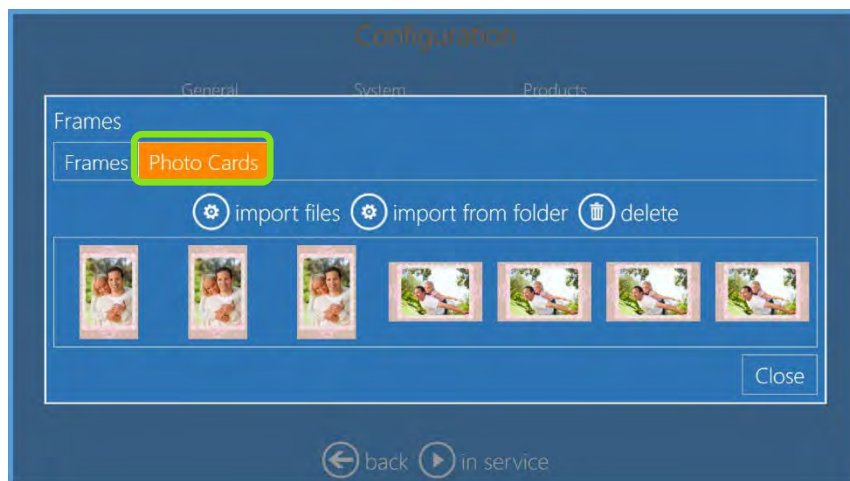 Configuration
General System Products
Frames
Frames Photo Cards
import files import from folder delete
Close
back in service